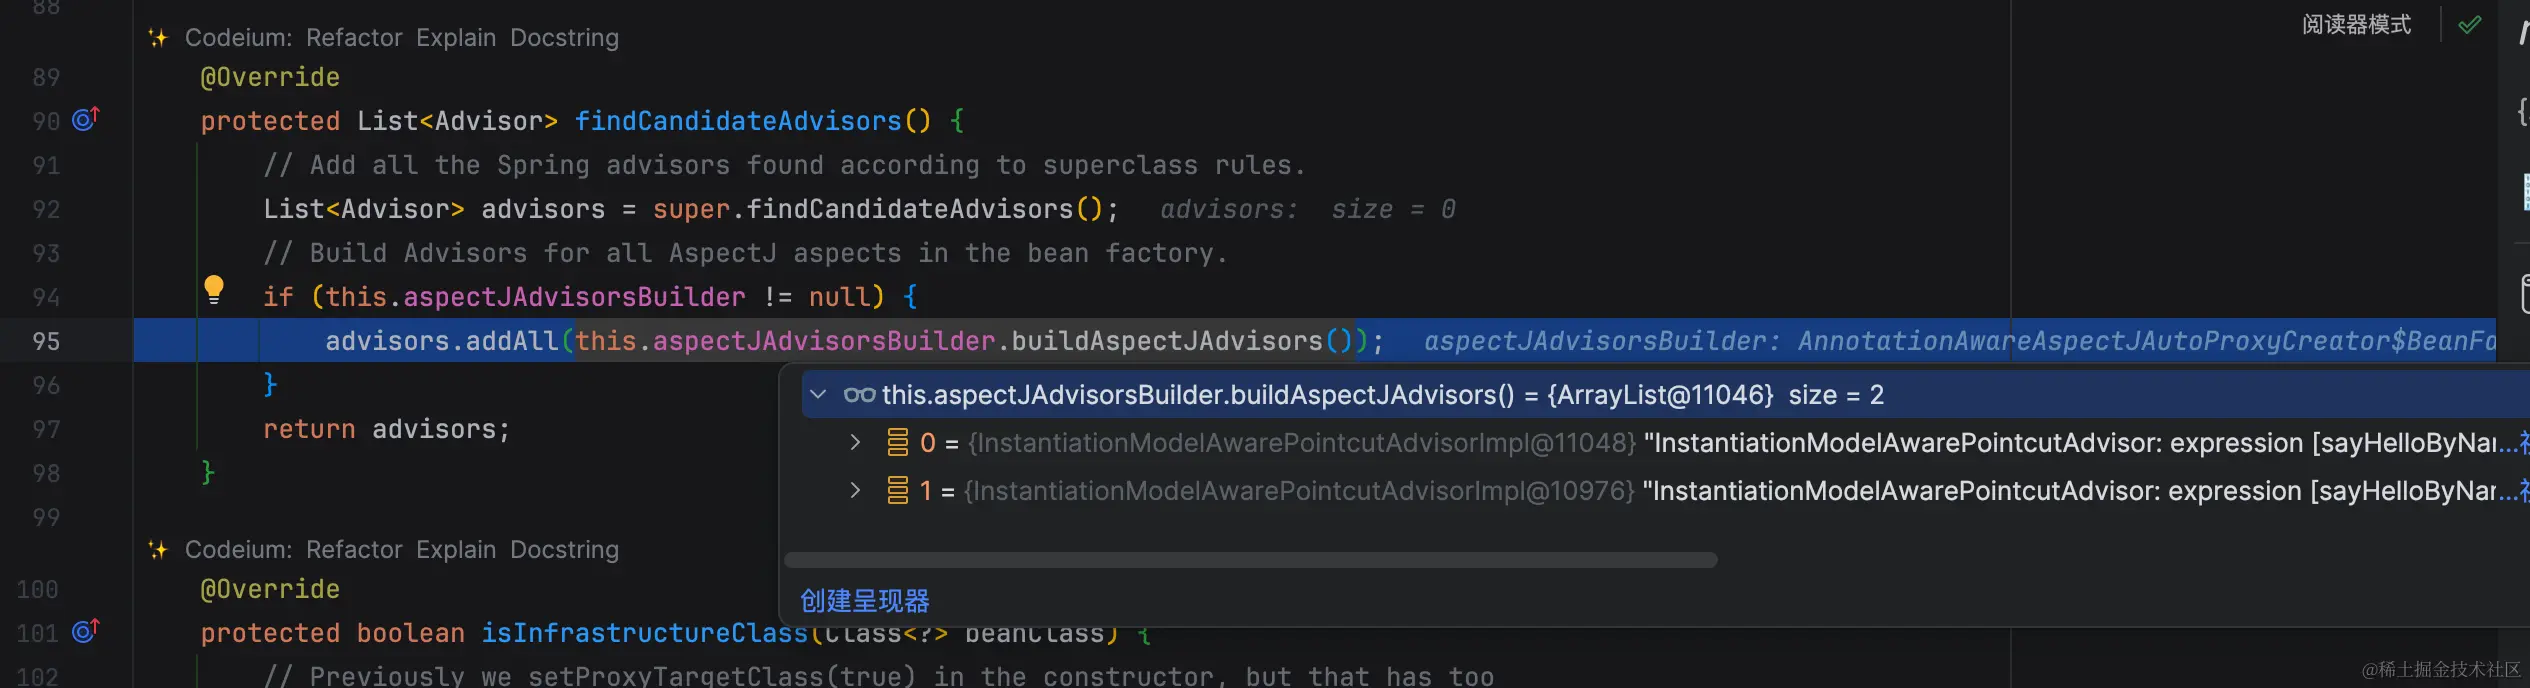 88
Codeium: Refactor Explain Docstring
阅读器模式
89 @Override
90 protected List<Advisor> findCandidateAdvisors() {
91 // Add all the Spring advisors found according to superclass rules.
92 List<Advisor> advisors = super.findCandidateAdvisors(); advisors: size = 0
93 // Build Advisors for all AspectJ aspects in the bean factory.
94 if (this.aspectJAdvisorsBuilder != null) {
95 advisors.addAll(this.aspectJAdvisorsBuilder.buildAspectJAdvisors()); aspectJAdvisorsBuilder: AnnotationAwareAspectJAutoProxyCreator$BeanFa
96 }
this.aspectJAdvisorsBuilder.buildAspectJAdvisors() = {ArrayList@11046} size = 2
97 return advisors;
0 = {InstantiationModelAwarePointcutAdvisorImpl@11048} "InstantiationModelAwarePointcutAdvisor: expression [sayHelloByNar...
98 }
1 = {InstantiationModelAwarePointcutAdvisorImpl@10976} "InstantiationModelAwarePointcutAdvisor: expression [sayHelloByNar...
99
Codeium: Refactor Explain Docstring
100 @Override
创建呈现器
101 protected boolean isInfrastructureClass(Class<?> beanClass) {
102 // Previously we setProxyTargetClass(true) in the constructor, but that has too
@稀土掘金技术社区